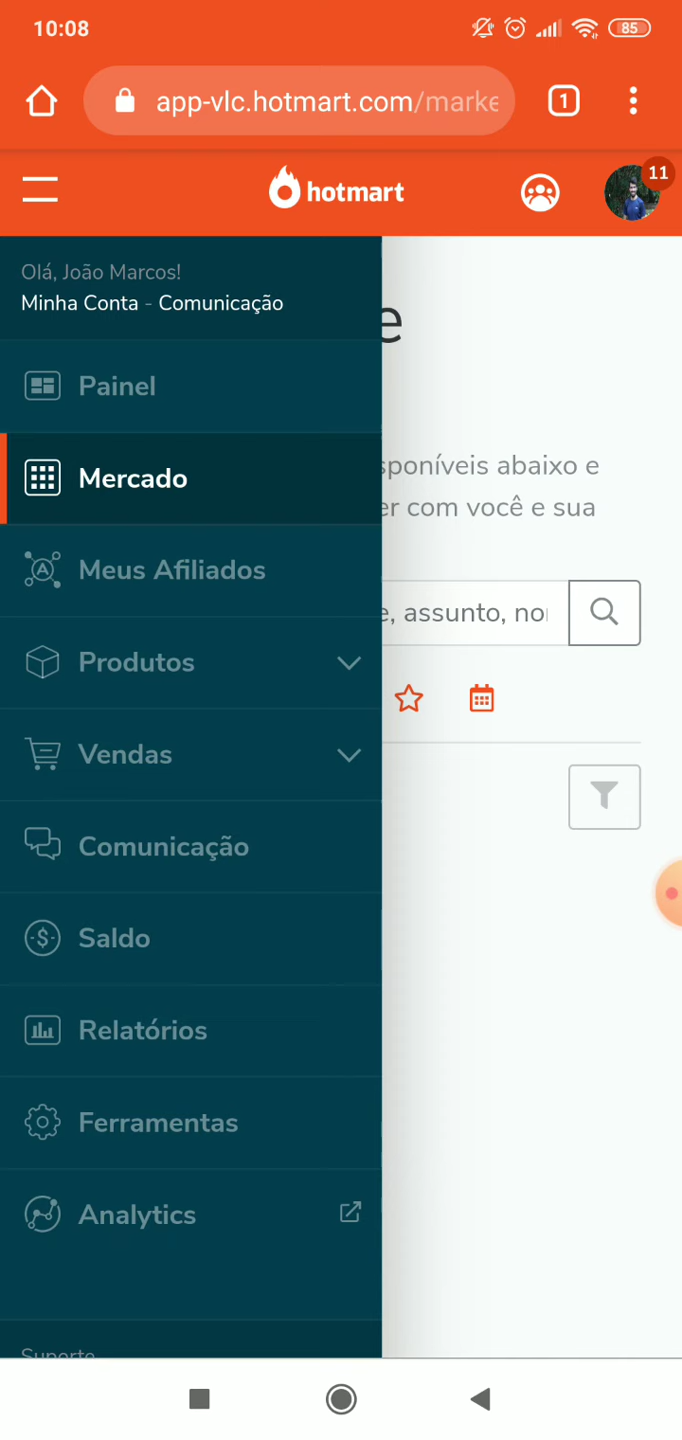 10:08
85
app-vlc.hotmart.com/marke
1
hotmart
11
Olá, João Marcos!
Minha Conta - Comunicação
e
Painel
sponíveis abaixo e
Mercado
er com você e sua
Meus Afiliados
e, assunto, no
Produtos
Vendas
Comunicação
Saldo
Relatórios
Ferramentas
Analytics
Suporte